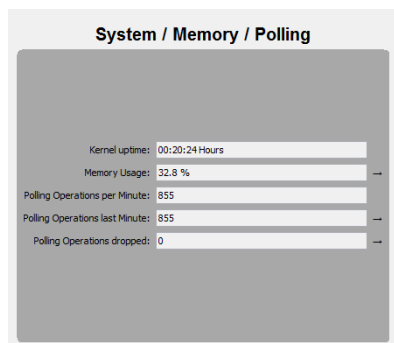 System / Memory / Polling
Kernel uptime: 00:20:24 Hours
Memory Usage: 32.8 % →
Polling Operations per Minute: 855
Polling Operations last Minute: 855 →
Polling Operations dropped: 0 →